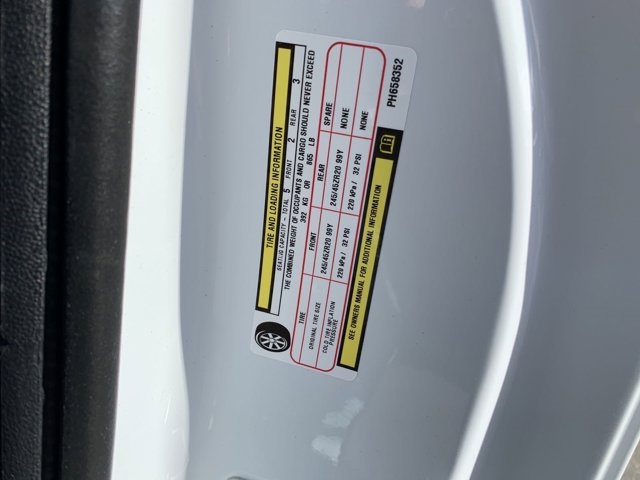 TIRE AND LOADING INFORMATION
SEATING CAPACITY - TOTAL 5 FRONT 2 REAR 3
THE COMBINED WEIGHT OF OCCUPANTS AND CARGO SHOULD NEVER EXCEED
392 KG OR 865 LB
TIRE FRONT REAR SPARE
ORIGINAL TIRE SIZE 245/45ZR20 99Y 245/45ZR20 99Y NONE
COLD TIRE INFLATION PRESSURE 220 kPa / 32 PSI 220 kPa / 32 PSI NONE
SEE OWNERS MANUAL FOR ADDITIONAL INFORMATION
PH658352